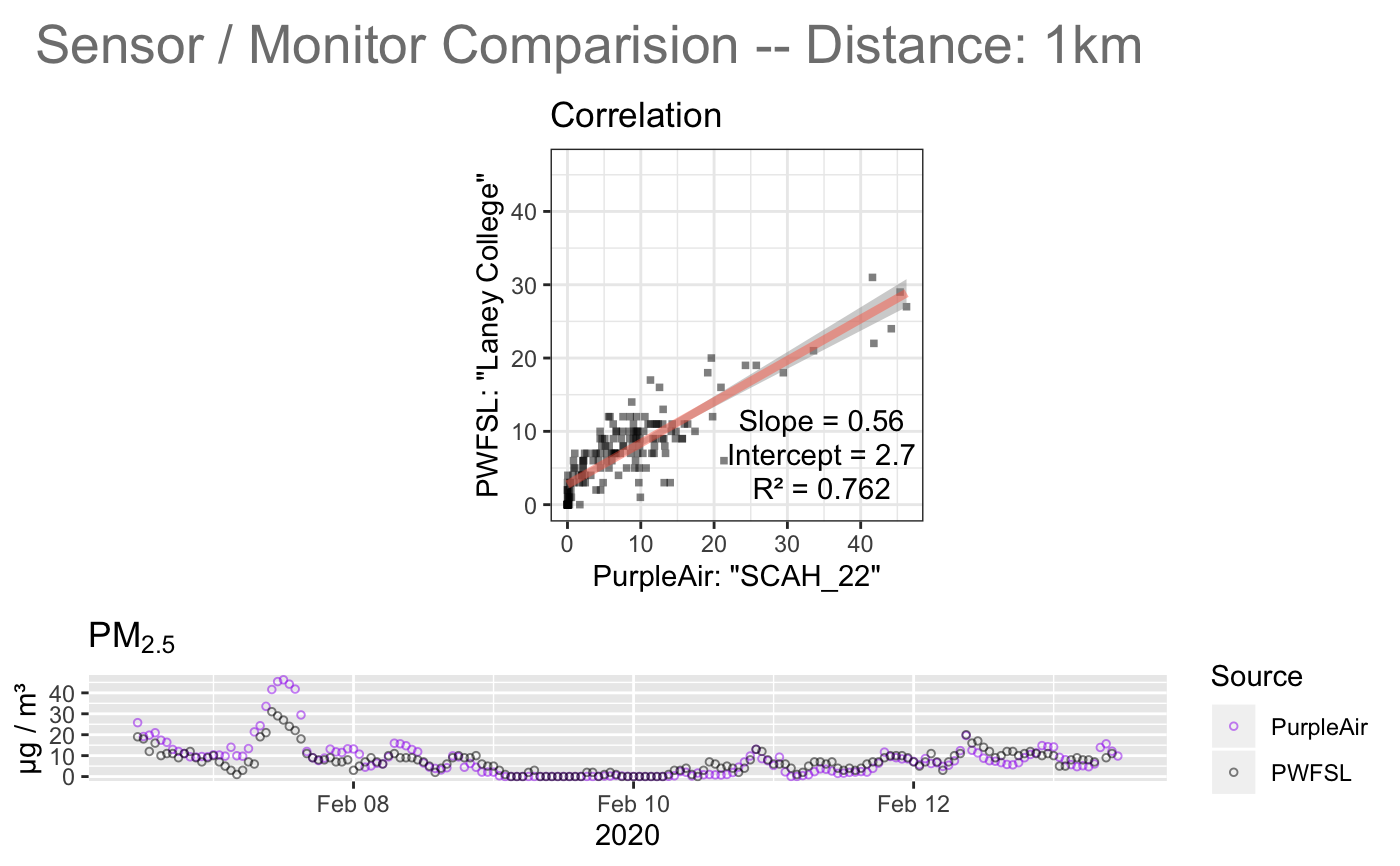 Sensor / Monitor Comparision -- Distance: 1km
Correlation
PWFSL: "Laney College"
40
30
20
10
0
Slope = 0.56
Intercept = 2.7
R² = 0.762
0 10 20 30 40
PurpleAir: "SCAH_22"
PM2.5
µg / m³
40
30
20
10
0
Feb 08 Feb 10 Feb 12
2020
Source
PurpleAir
PWFSL